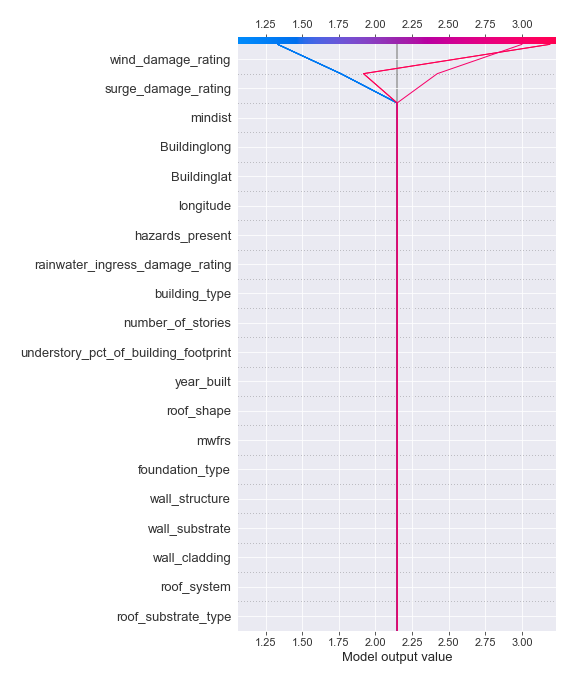 1.25 1.50 1.75 2.00 2.25 2.50 2.75 3.00
wind_damage_rating
surge_damage_rating
mindist
Buildinglong
Buildinglat
longitude
hazards_present
rainwater_ingress_damage_rating
building_type
number_of_stories
understory_pct_of_building_footprint
year_built
roof_shape
mwfrs
foundation_type
wall_structure
wall_substrate
wall_cladding
roof_system
roof_substrate_type
1.25 1.50 1.75 2.00 2.25 2.50 2.75 3.00
Model output value